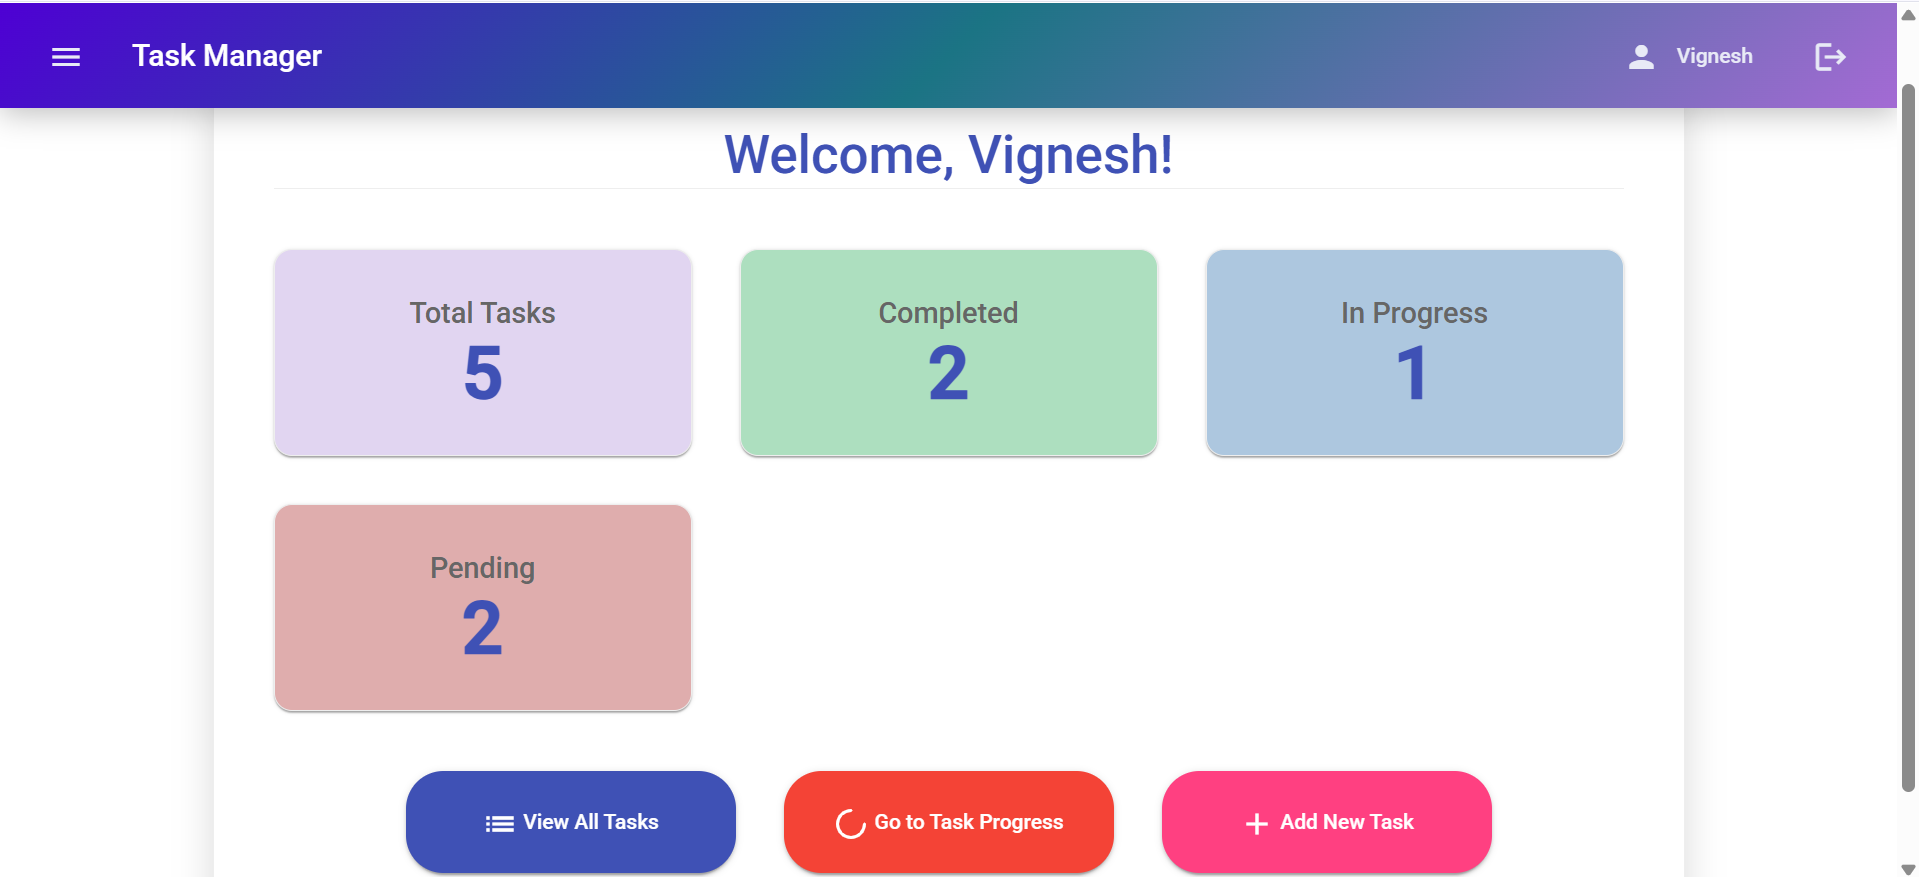 Task Manager
Vignesh
Welcome, Vignesh!
Total Tasks
5
Completed
2
In Progress
1
Pending
2
View All Tasks
Go to Task Progress
Add New Task